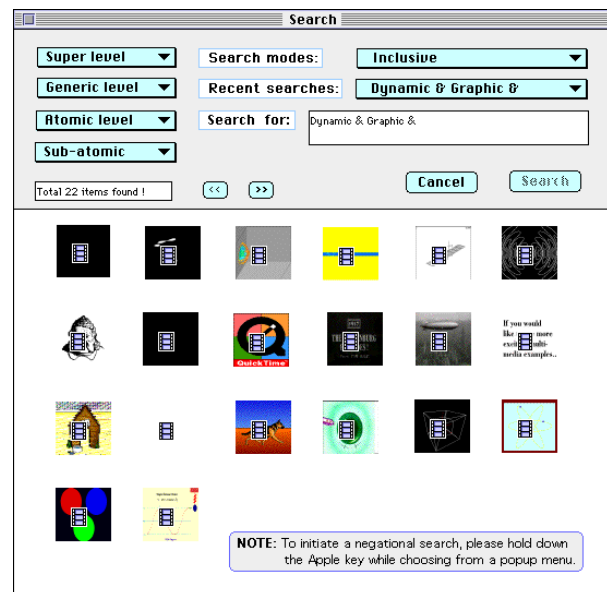 Search
Super level
Search modes:
Inclusive
Generic level
Recent searches:
Dynamic & Graphic &
Atomic level
Search for:
Dynamic & Graphic &
Sub-atomic
Total 22 items found !
<<
>>
Cancel
Search
QuickTime
If you would
like more
exci ulti-
media examples..
NOTE: To initiate a negational search, please hold down
the Apple key while choosing from a popup menu.